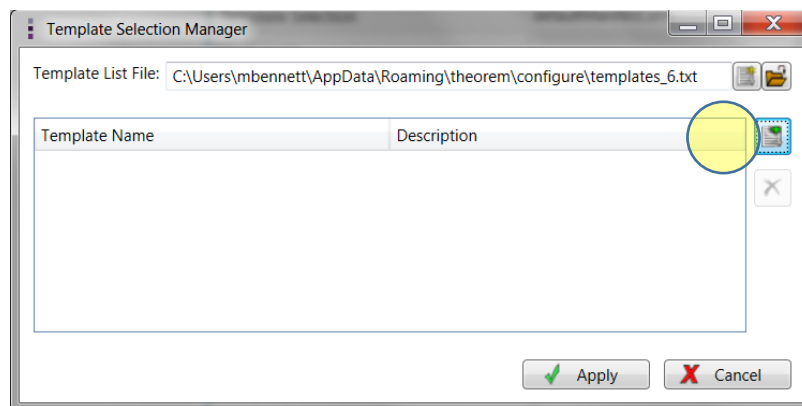 Template Selection Manager
Template List File: C:\Users\mbennett\AppData\Roaming\theorem\configure\templates_6.txt
Template Name Description
Apply Cancel